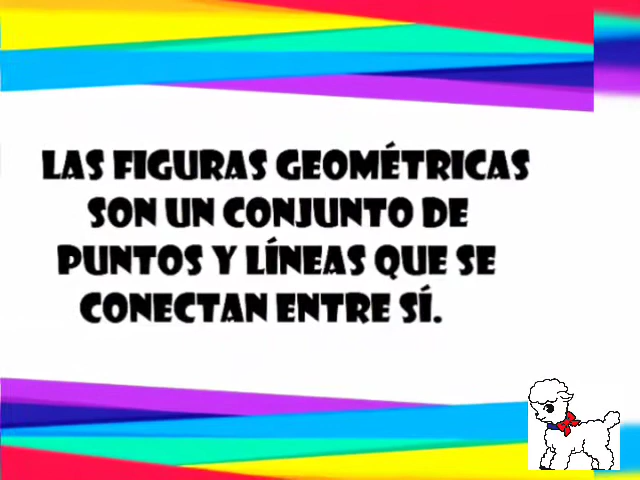 LAS FIGURAS GEOMÉTRICAS
SON UN CONJUNTO DE
PUNTOS Y LÍNEAS QUE SE
CONECTAN ENTRE SÍ.